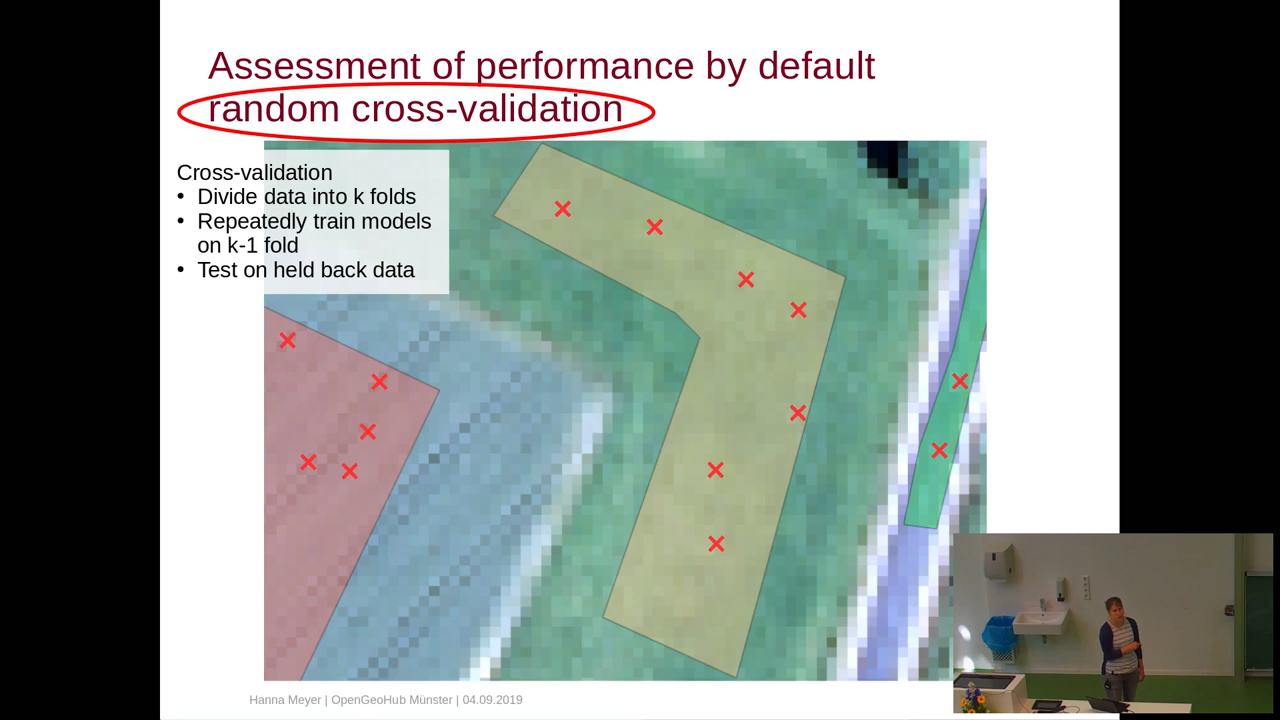 Assessment of performance by default
random cross-validation
Cross-validation
• Divide data into k folds
• Repeatedly train models
on k-1 fold
• Test on held back data
Hanna Meyer | OpenGeoHub Münster | 04.09.2019